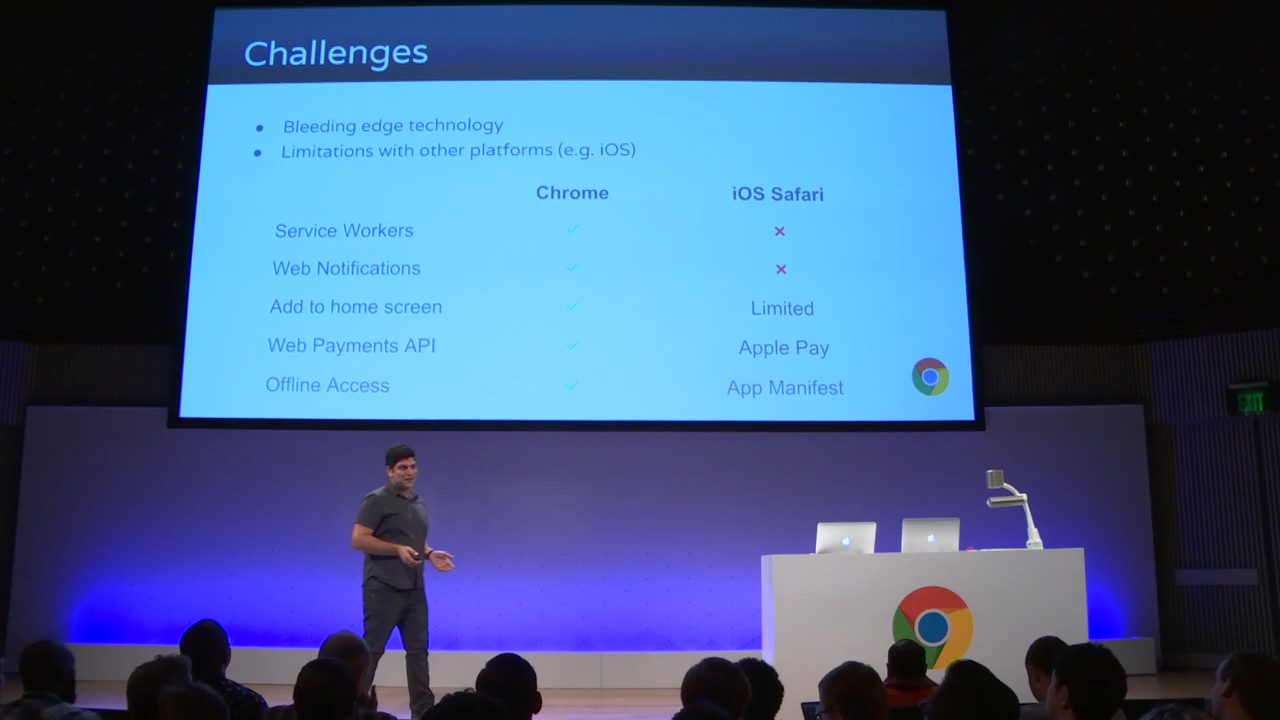 Challenges
● Bleeding edge technology
● Limitations with other platforms (e.g. iOS)
Chrome iOS Safari
Service Workers ✓ ×
Web Notifications ✓ ×
Add to home screen ✓ Limited
Web Payments API ✓ Apple Pay
Offline Access ✓ App Manifest
EXIT